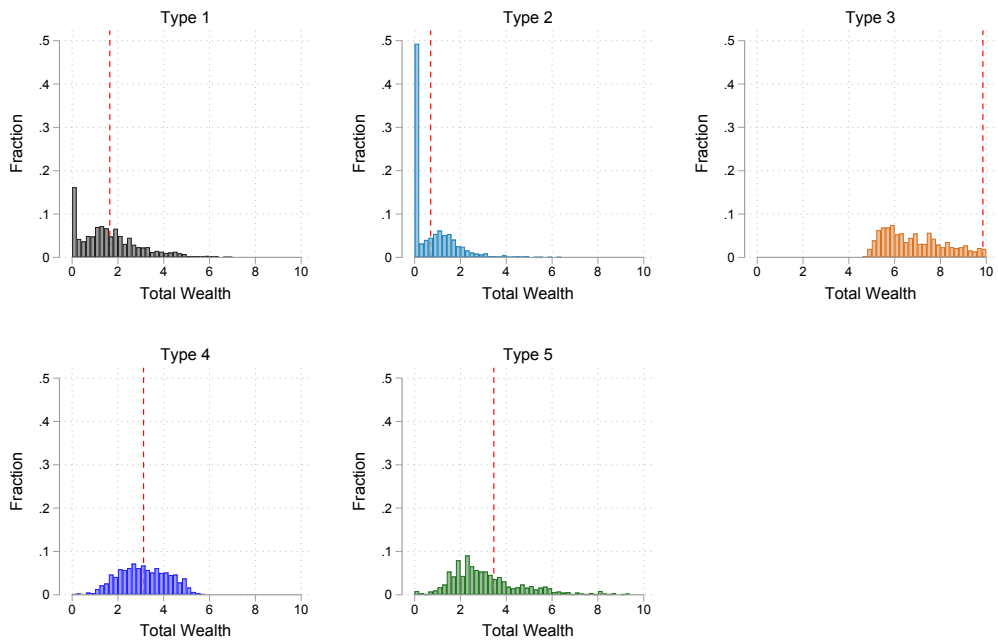 Type 1
.5
.4
.3
.2
.1
0
Fraction
0 2 4 6 8 10
Total Wealth
Type 2
.5
.4
.3
.2
.1
0
Fraction
0 2 4 6 8 10
Total Wealth
Type 3
.5
.4
.3
.2
.1
0
Fraction
0 2 4 6 8 10
Total Wealth
Type 4
.5
.4
.3
.2
.1
0
Fraction
0 2 4 6 8 10
Total Wealth
Type 5
.5
.4
.3
.2
.1
0
Fraction
0 2 4 6 8 10
Total Wealth